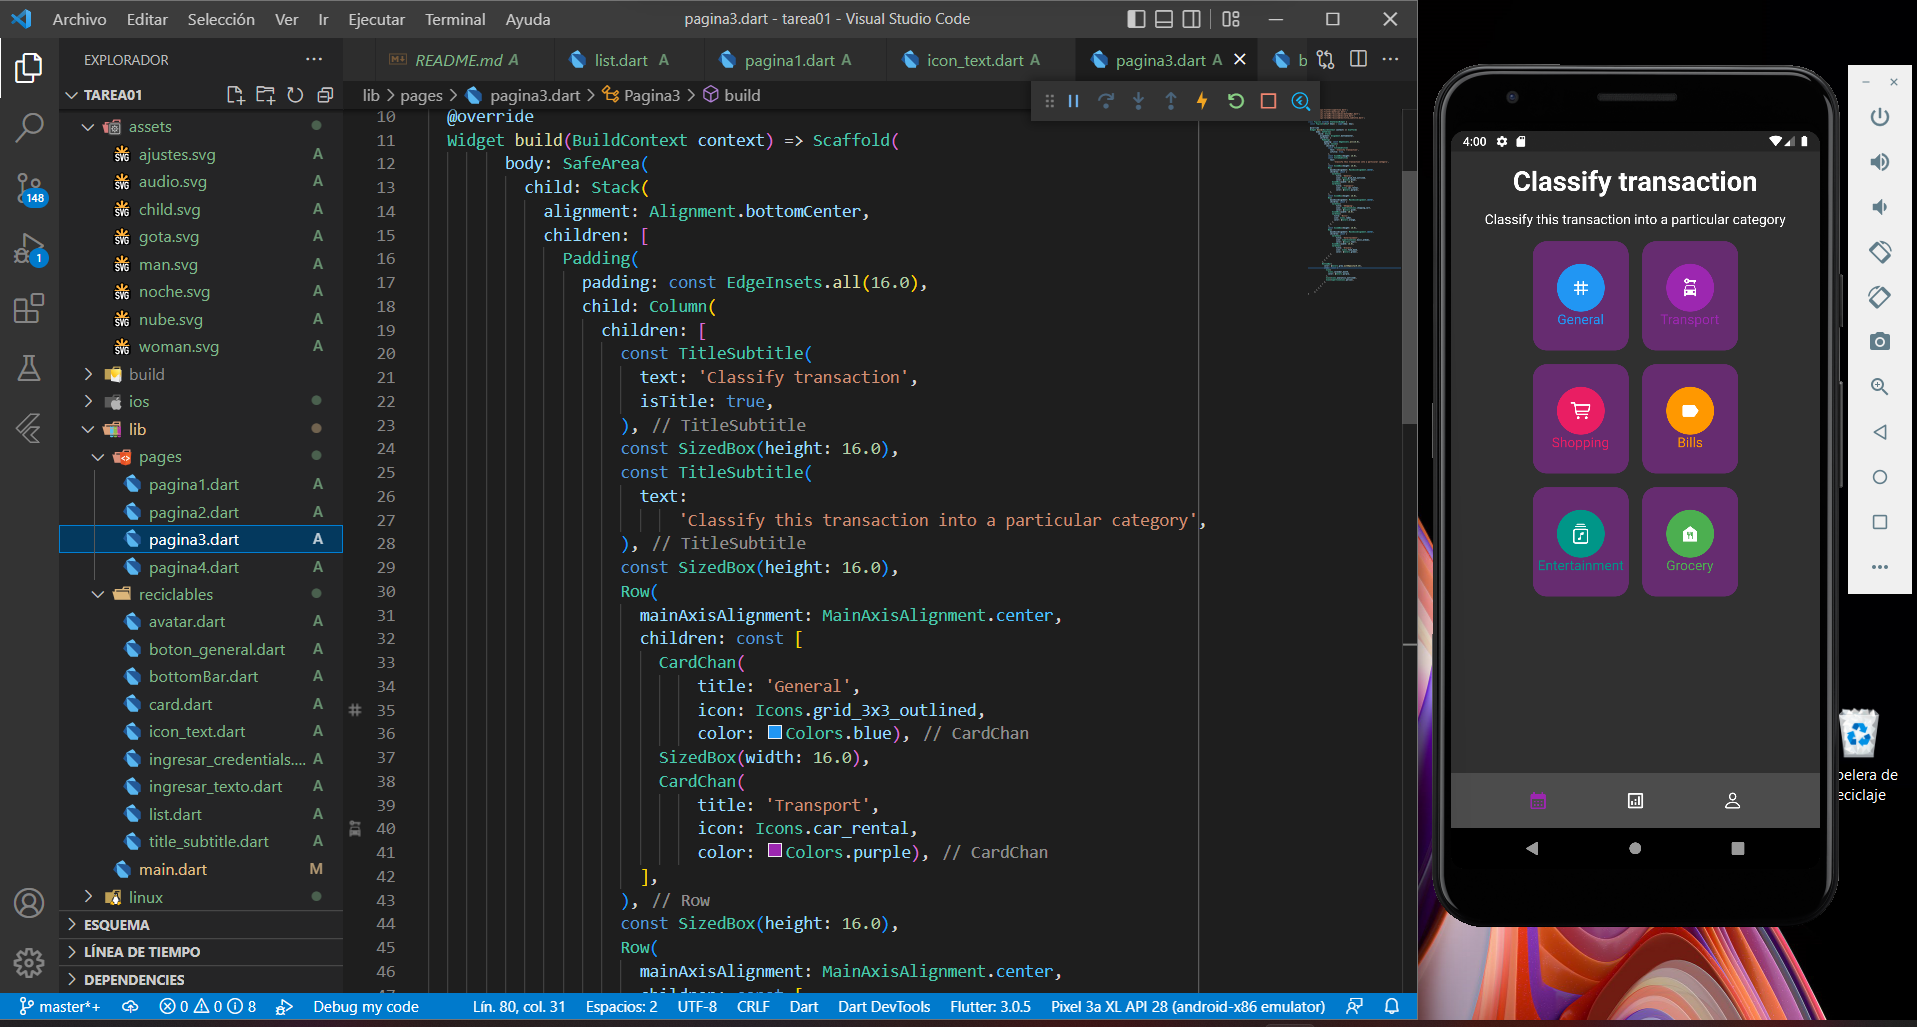 Archivo Editar Selección Ver Ir Ejecutar Terminal Ayuda
pagina3.dart - tarea01 - Visual Studio Code
EXPLORADOR
README.md A
list.dart A
pagina1.dart A
icon_text.dart A
pagina3.dart A
b
TAREA01
lib > pages > pagina3.dart > Pagina3 > build
assets
ajustes.svg A
audio.svg A
child.svg A
gota.svg A
man.svg A
noche.svg A
nube.svg A
woman.svg A
build
ios
lib
pages
pagina1.dart A
pagina2.dart A
pagina3.dart A
pagina4.dart A
reciclables
avatar.dart A
boton_general.dart A
bottomBar.dart A
card.dart A
icon_text.dart A
ingresar_credentials.... A
ingresar_texto.dart A
list.dart A
title_subtitle.dart A
main.dart M
linux
ESQUEMA
LÍNEA DE TIEMPO
DEPENDENCIES
148
1
10 @override
11 Widget build(BuildContext context) => Scaffold(
12 body: SafeArea(
13 child: Stack(
14 alignment: Alignment.bottomCenter,
15 children: [
16 Padding(
17 padding: const EdgeInsets.all(16.0),
18 child: Column(
19 children: [
20 const TitleSubtitle(
21 text: 'Classify transaction',
22 isTitle: true,
23 ), // TitleSubtitle
24 const SizedBox(height: 16.0),
25 const TitleSubtitle(
26 text:
27 'Classify this transaction into a particular category',
28 ), // TitleSubtitle
29 const SizedBox(height: 16.0),
30 Row(
31 mainAxisAlignment: MainAxisAlignment.center,
32 children: const [
33 CardChan(
34 title: 'General',
35 icon: Icons.grid_3x3_outlined,
36 color: Colors.blue), // CardChan
37 SizedBox(width: 16.0),
38 CardChan(
39 title: 'Transport',
40 icon: Icons.car_rental,
41 color: Colors.purple), // CardChan
42 ],
43 ), // Row
44 const SizedBox(height: 16.0),
45 Row(
46 mainAxisAlignment: MainAxisAlignment.center,
master*+ 0 0 8 Debug my code Lín. 80, col. 31 Espacios: 2 UTF-8 CRLF Dart Dart DevTools Flutter: 3.0.5 Pixel 3a XL API 28 (android-x86 emulator)
4:00
Classify transaction
Classify this transaction into a particular category
General
Transport
Shopping
Bills
Entertainment
Grocery
pelera de
eciclaje